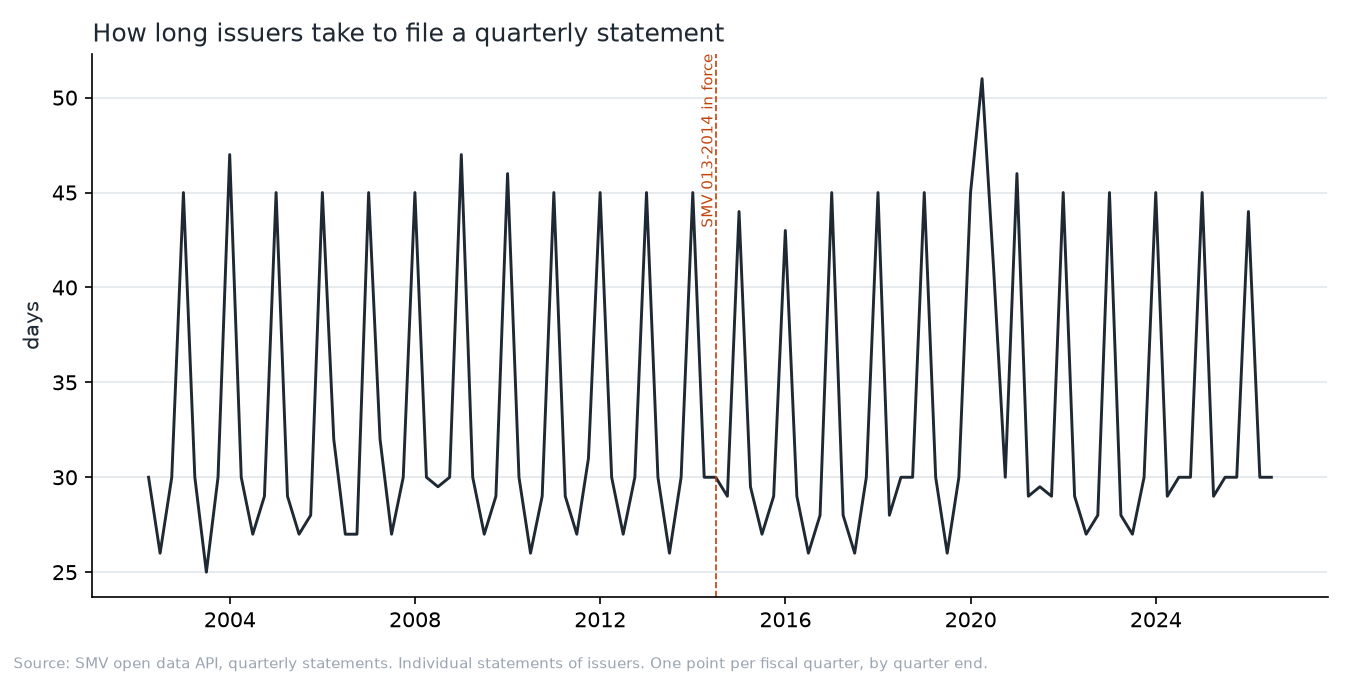 How long issuers take to file a quarterly statement
SMV 013-2014 in force
50
45
40
35
30
25
days
2004 2008 2012 2016 2020 2024
Source: SMV open data API, quarterly statements. Individual statements of issuers. One point per fiscal quarter, by quarter end.